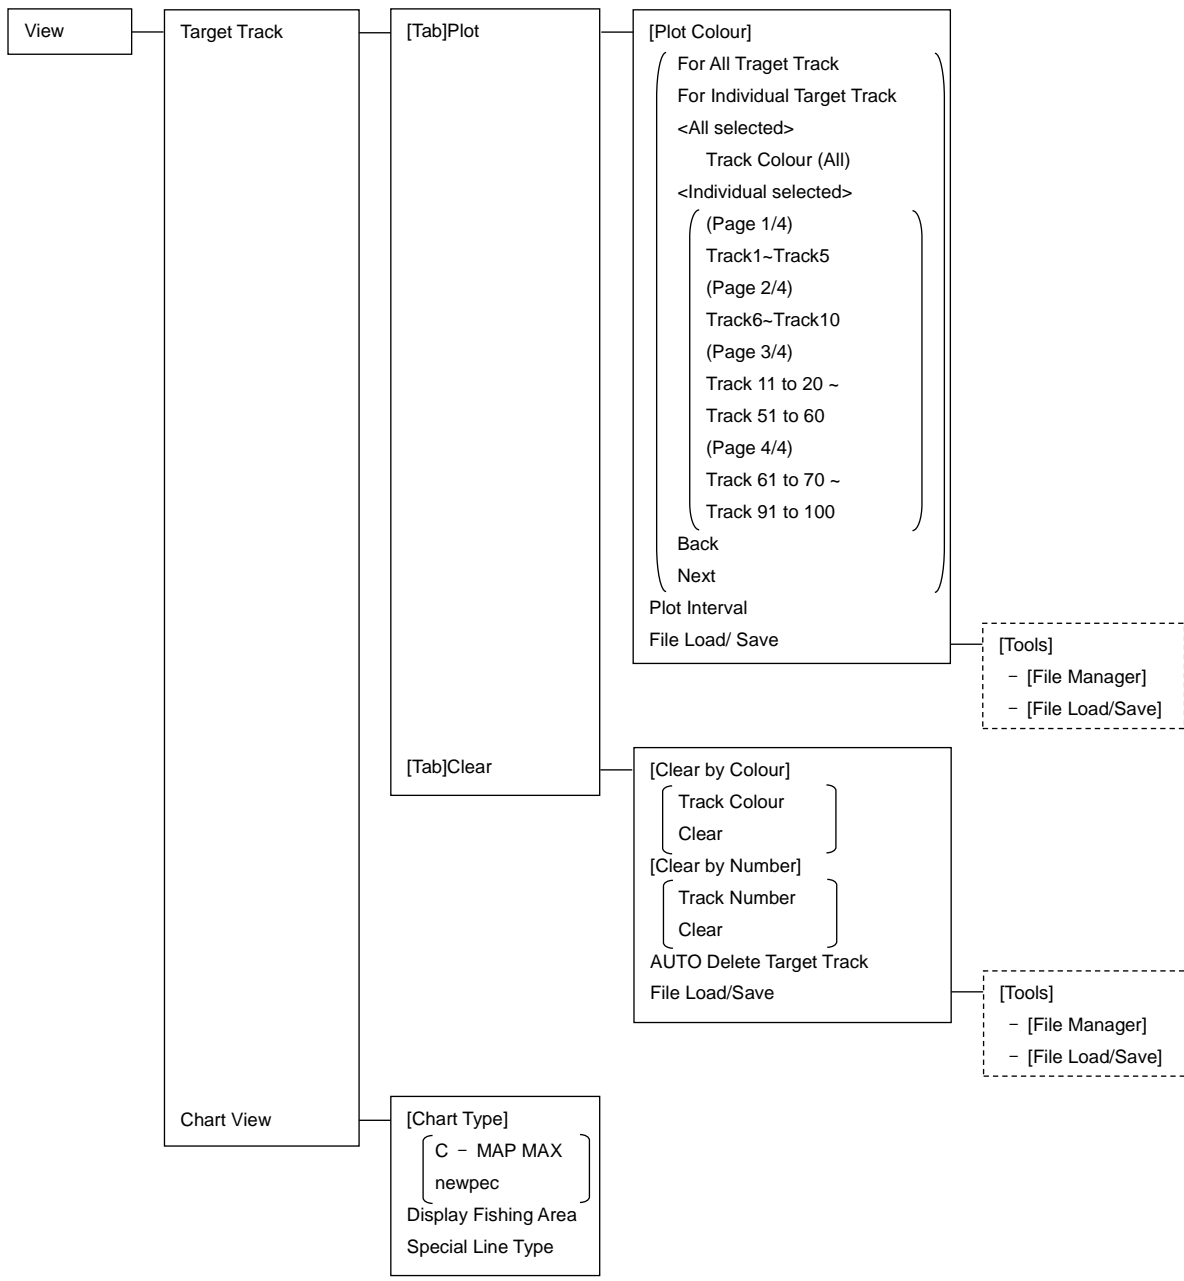 View
Target Track
[Tab]Plot
[Plot Colour]
For All Traget Track
For Individual Target Track
<All selected>
Track Colour (All)
<Individual selected>
(Page 1/4)
Track1~Track5
(Page 2/4)
Track6~Track10
(Page 3/4)
Track 11 to 20 ~
Track 51 to 60
(Page 4/4)
Track 61 to 70 ~
Track 91 to 100
Back
Next
Plot Interval
File Load/ Save
[Tools]
− [File Manager]
− [File Load/Save]
[Tab]Clear
[Clear by Colour]
Track Colour
Clear
[Clear by Number]
Track Number
Clear
AUTO Delete Target Track
File Load/Save
[Tools]
− [File Manager]
− [File Load/Save]
Chart View
[Chart Type]
C − MAP MAX
newpec
Display Fishing Area
Special Line Type